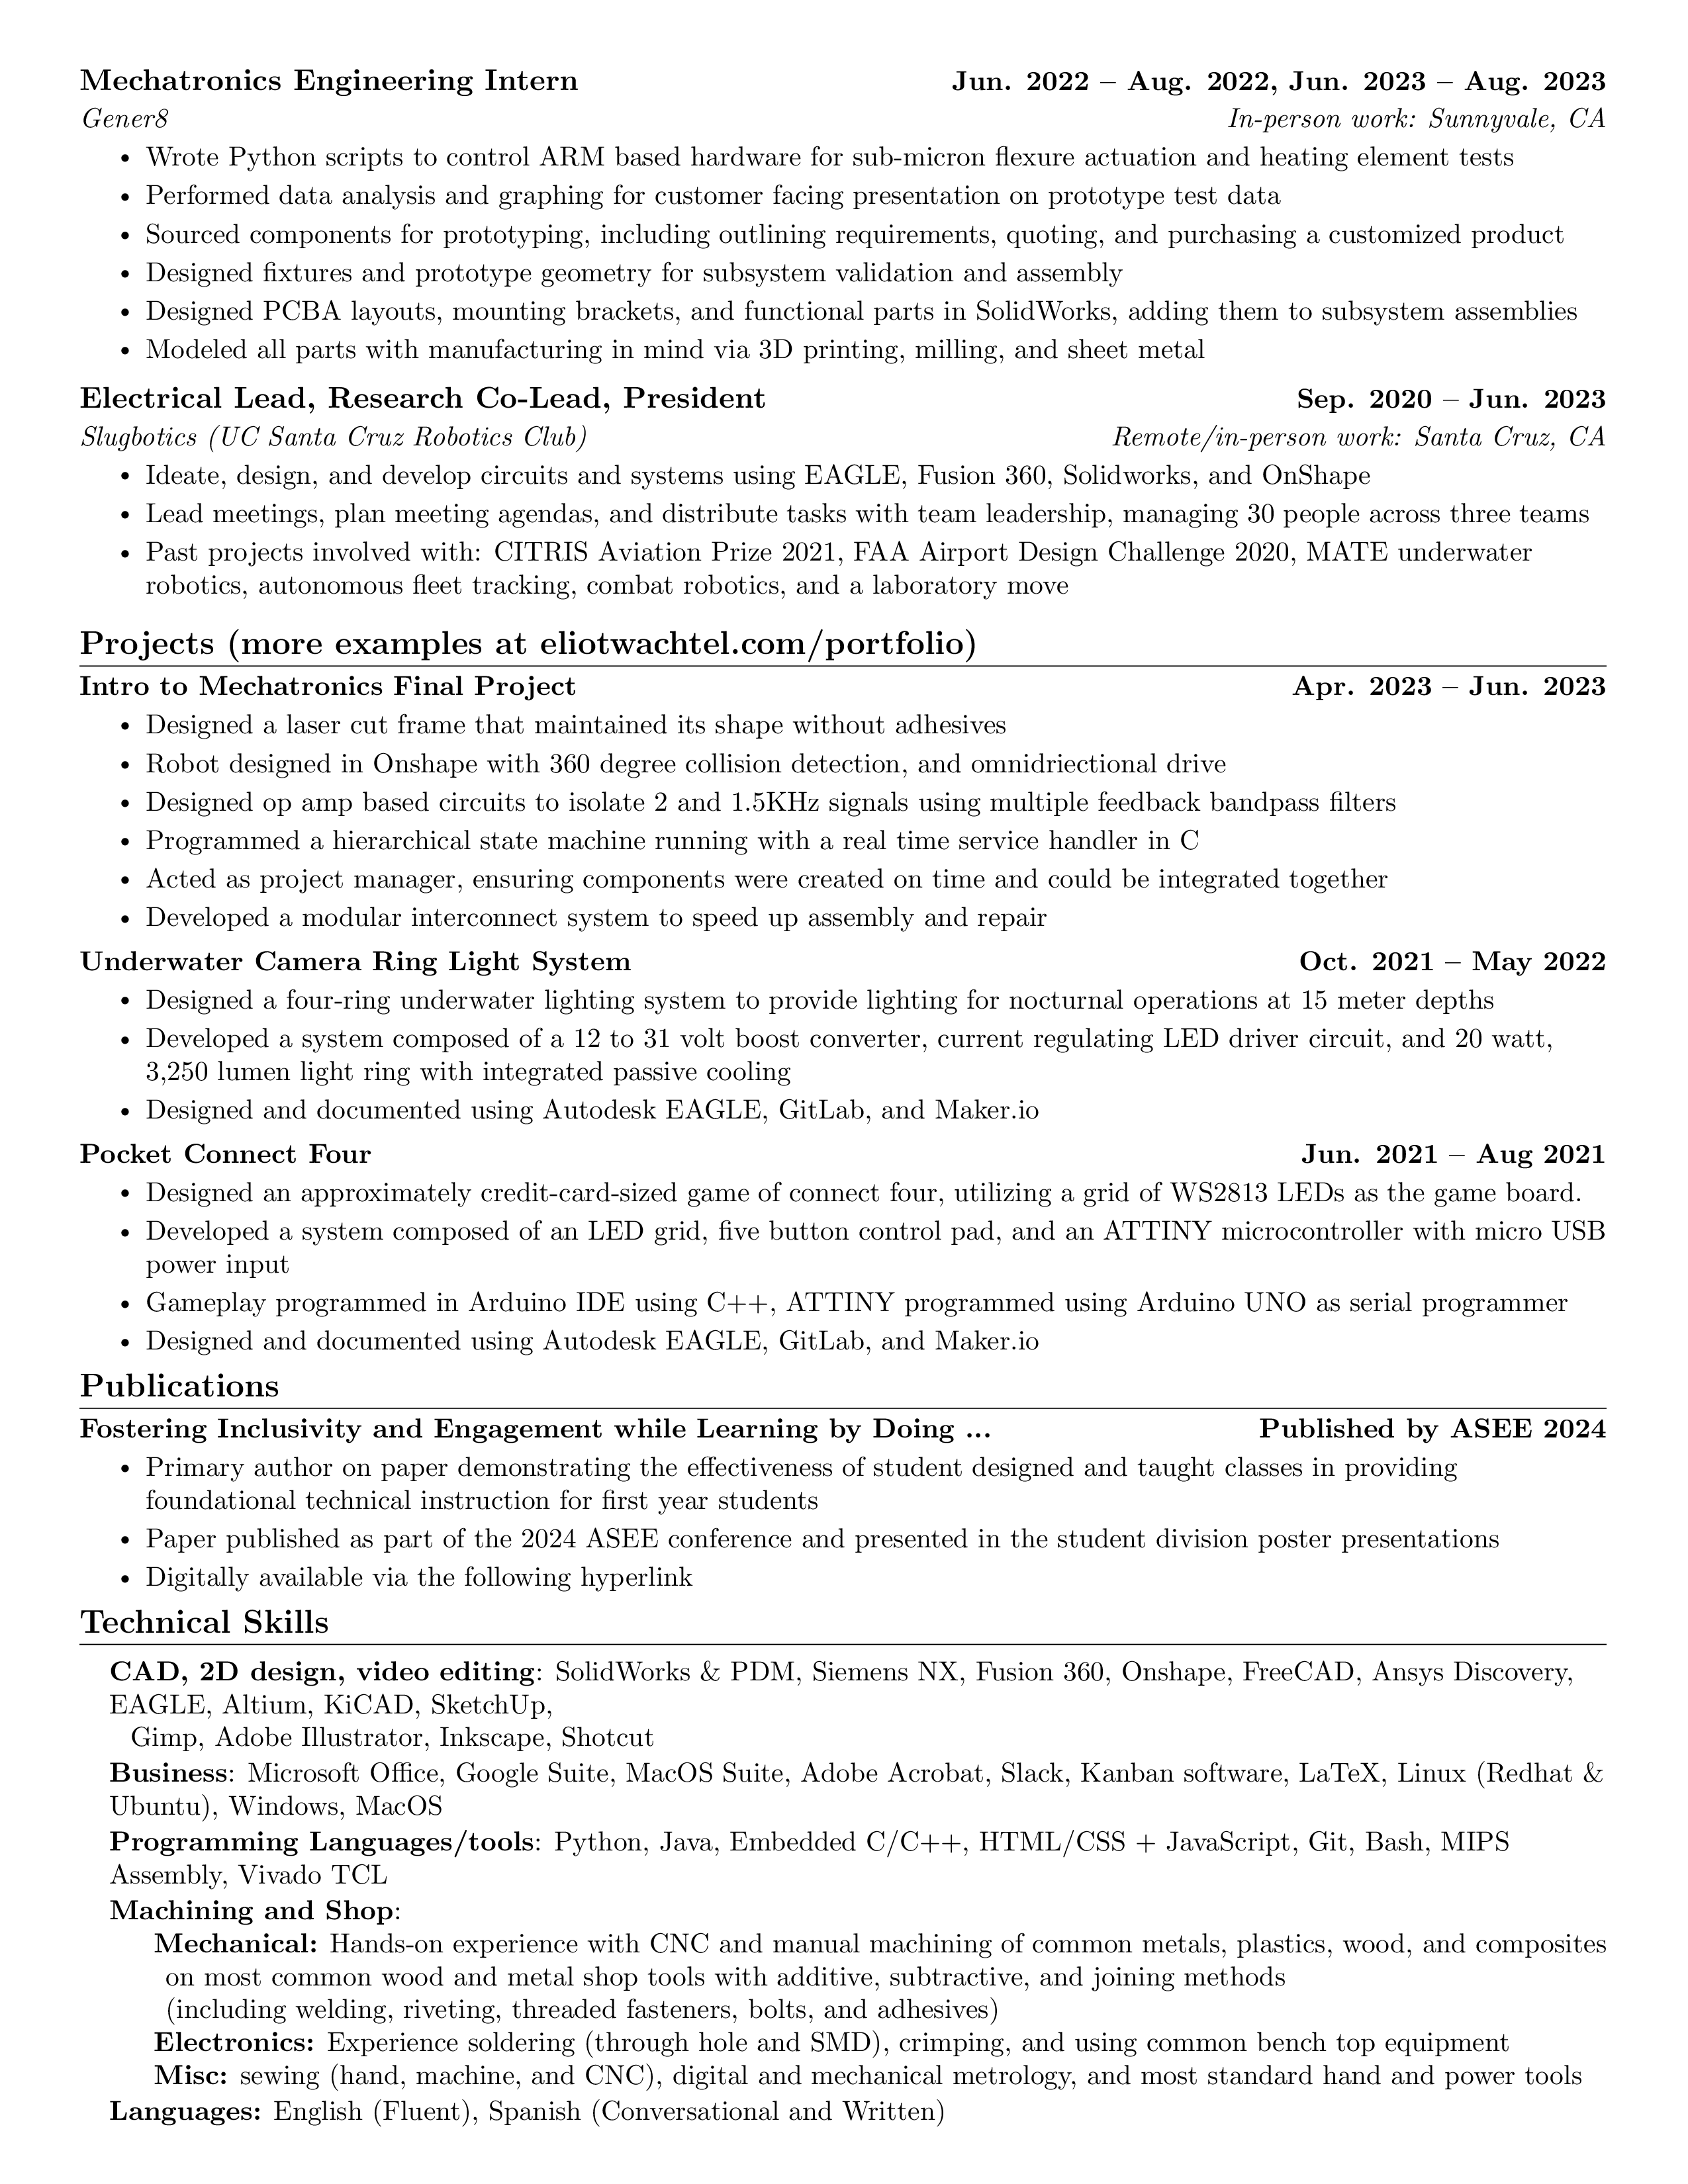 Mechatronics Engineering Intern Jun. 2022 – Aug. 2022, Jun. 2023 – Aug. 2023
Gener8 In-person work: Sunnyvale, CA
• Wrote Python scripts to control ARM based hardware for sub-micron flexure actuation and heating element tests
• Performed data analysis and graphing for customer facing presentation on prototype test data
• Sourced components for prototyping, including outlining requirements, quoting, and purchasing a customized product
• Designed fixtures and prototype geometry for subsystem validation and assembly
• Designed PCBA layouts, mounting brackets, and functional parts in SolidWorks, adding them to subsystem assemblies
• Modeled all parts with manufacturing in mind via 3D printing, milling, and sheet metal
Electrical Lead, Research Co-Lead, President Sep. 2020 – Jun. 2023
Slugbotics (UC Santa Cruz Robotics Club) Remote/in-person work: Santa Cruz, CA
• Ideate, design, and develop circuits and systems using EAGLE, Fusion 360, Solidworks, and OnShape
• Lead meetings, plan meeting agendas, and distribute tasks with team leadership, managing 30 people across three teams
• Past projects involved with: CITRIS Aviation Prize 2021, FAA Airport Design Challenge 2020, MATE underwater
robotics, autonomous fleet tracking, combat robotics, and a laboratory move
Projects (more examples at eliotwachtel.com/portfolio)
Intro to Mechatronics Final Project Apr. 2023 – Jun. 2023
• Designed a laser cut frame that maintained its shape without adhesives
• Robot designed in Onshape with 360 degree collision detection, and omnidriectional drive
• Designed op amp based circuits to isolate 2 and 1.5KHz signals using multiple feedback bandpass filters
• Programmed a hierarchical state machine running with a real time service handler in C
• Acted as project manager, ensuring components were created on time and could be integrated together
• Developed a modular interconnect system to speed up assembly and repair
Underwater Camera Ring Light System Oct. 2021 – May 2022
• Designed a four-ring underwater lighting system to provide lighting for nocturnal operations at 15 meter depths
• Developed a system composed of a 12 to 31 volt boost converter, current regulating LED driver circuit, and 20 watt,
3,250 lumen light ring with integrated passive cooling
• Designed and documented using Autodesk EAGLE, GitLab, and Maker.io
Pocket Connect Four Jun. 2021 – Aug 2021
• Designed an approximately credit-card-sized game of connect four, utilizing a grid of WS2813 LEDs as the game board.
• Developed a system composed of an LED grid, five button control pad, and an ATTINY microcontroller with micro USB
power input
• Gameplay programmed in Arduino IDE using C++, ATTINY programmed using Arduino UNO as serial programmer
• Designed and documented using Autodesk EAGLE, GitLab, and Maker.io
Publications
Fostering Inclusivity and Engagement while Learning by Doing ... Published by ASEE 2024
• Primary author on paper demonstrating the effectiveness of student designed and taught classes in providing
foundational technical instruction for first year students
• Paper published as part of the 2024 ASEE conference and presented in the student division poster presentations
• Digitally available via the following hyperlink
Technical Skills
CAD, 2D design, video editing: SolidWorks & PDM, Siemens NX, Fusion 360, Onshape, FreeCAD, Ansys Discovery,
EAGLE, Altium, KiCAD, SketchUp,
Gimp, Adobe Illustrator, Inkscape, Shotcut
Business: Microsoft Office, Google Suite, MacOS Suite, Adobe Acrobat, Slack, Kanban software, LaTeX, Linux (Redhat &
Ubuntu), Windows, MacOS
Programming Languages/tools: Python, Java, Embedded C/C++, HTML/CSS + JavaScript, Git, Bash, MIPS
Assembly, Vivado TCL
Machining and Shop:
Mechanical: Hands-on experience with CNC and manual machining of common metals, plastics, wood, and composites
on most common wood and metal shop tools with additive, subtractive, and joining methods
(including welding, riveting, threaded fasteners, bolts, and adhesives)
Electronics: Experience soldering (through hole and SMD), crimping, and using common bench top equipment
Misc: sewing (hand, machine, and CNC), digital and mechanical metrology, and most standard hand and power tools
Languages: English (Fluent), Spanish (Conversational and Written)